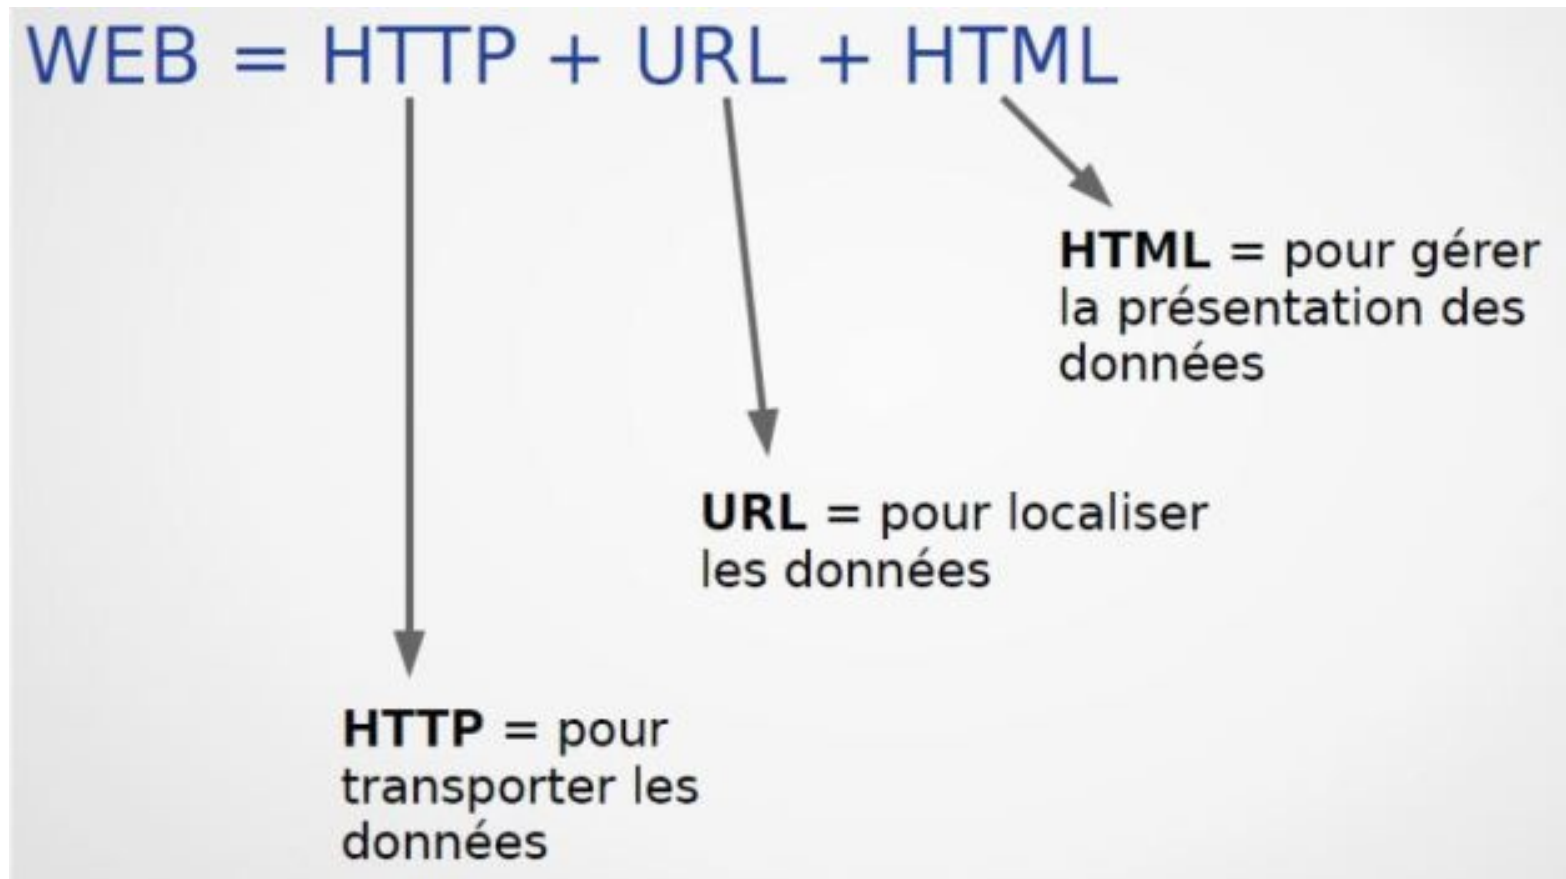 WEB = HTTP + URL + HTML
HTML = pour gérer
la présentation des
données
URL = pour localiser
les données
HTTP = pour
transporter les
données